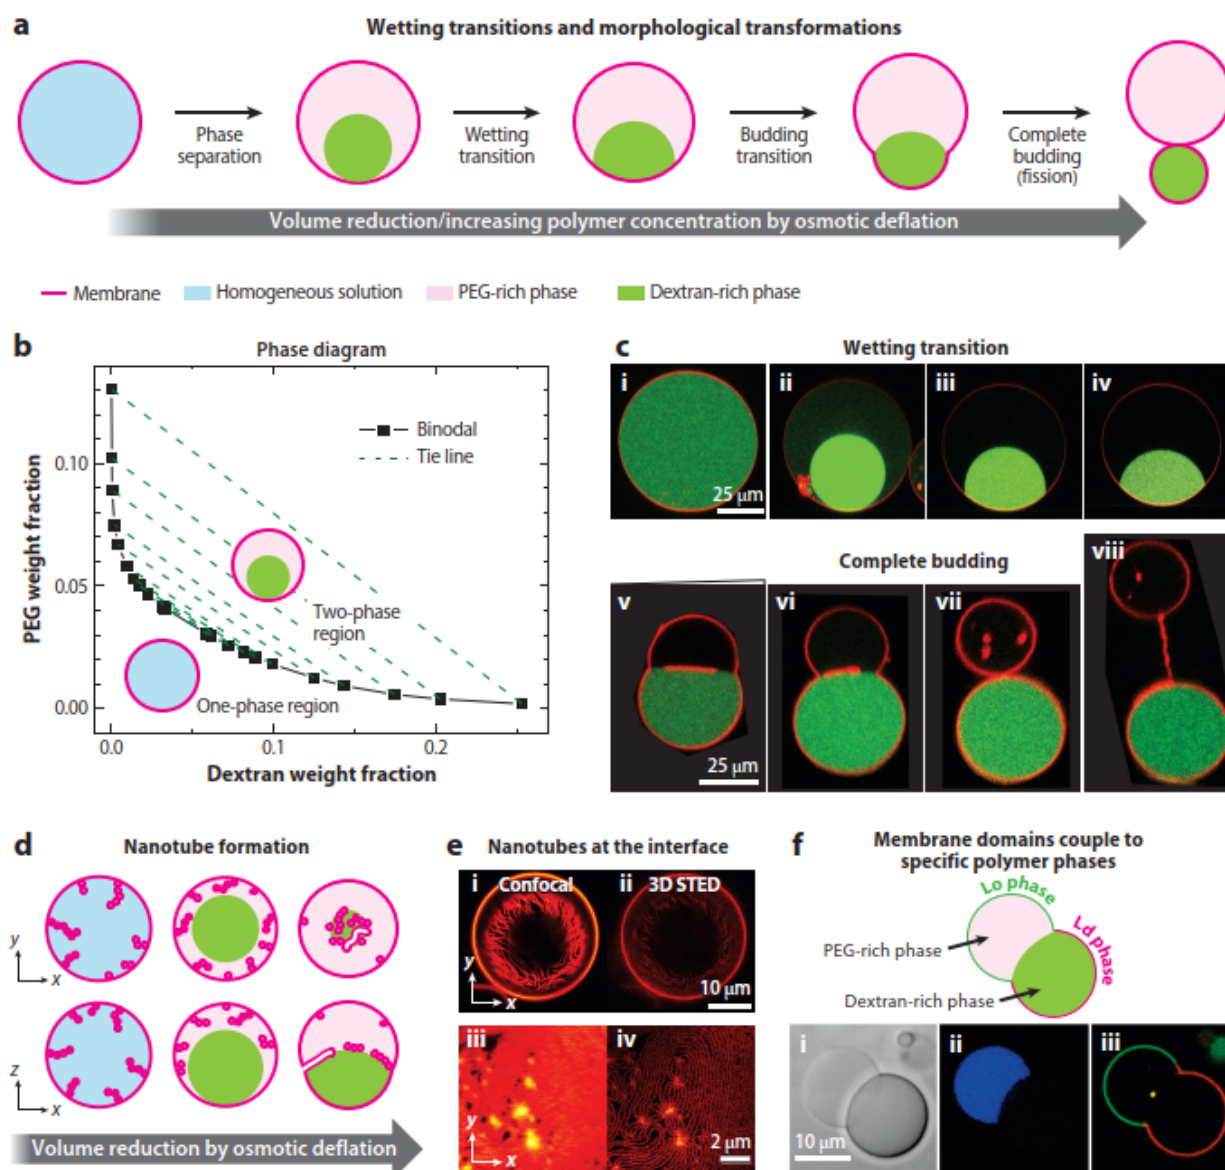 a
Wetting transitions and morphological transformations
Phase
separation
Wetting
transition
Budding
transition
Complete
budding
(fission)
Volume reduction/increasing polymer concentration by osmotic deflation
Membrane
Homogeneous solution
PEG-rich phase
Dextran-rich phase
b
Phase diagram
Binodal
Tie line
0.10
0.05
0.00
PEG weight fraction
Two-phase
region
One-phase region
0.0
0.1
0.2
Dextran weight fraction
c
Wetting transition
i
ii
iii
iv
25 μm
Complete budding
v
vi
vii
viii
25 μm
d
Nanotube formation
y
x
z
x
Volume reduction by osmotic deflation
e
Nanotubes at the interface
i
Confocal
ii
3D STED
y
x
10 μm
iii
iv
y
x
2 μm
f
Membrane domains couple to
specific polymer phases
Lo phase
Ld phase
PEG-rich phase
Dextran-rich phase
i
ii
iii
10 μm